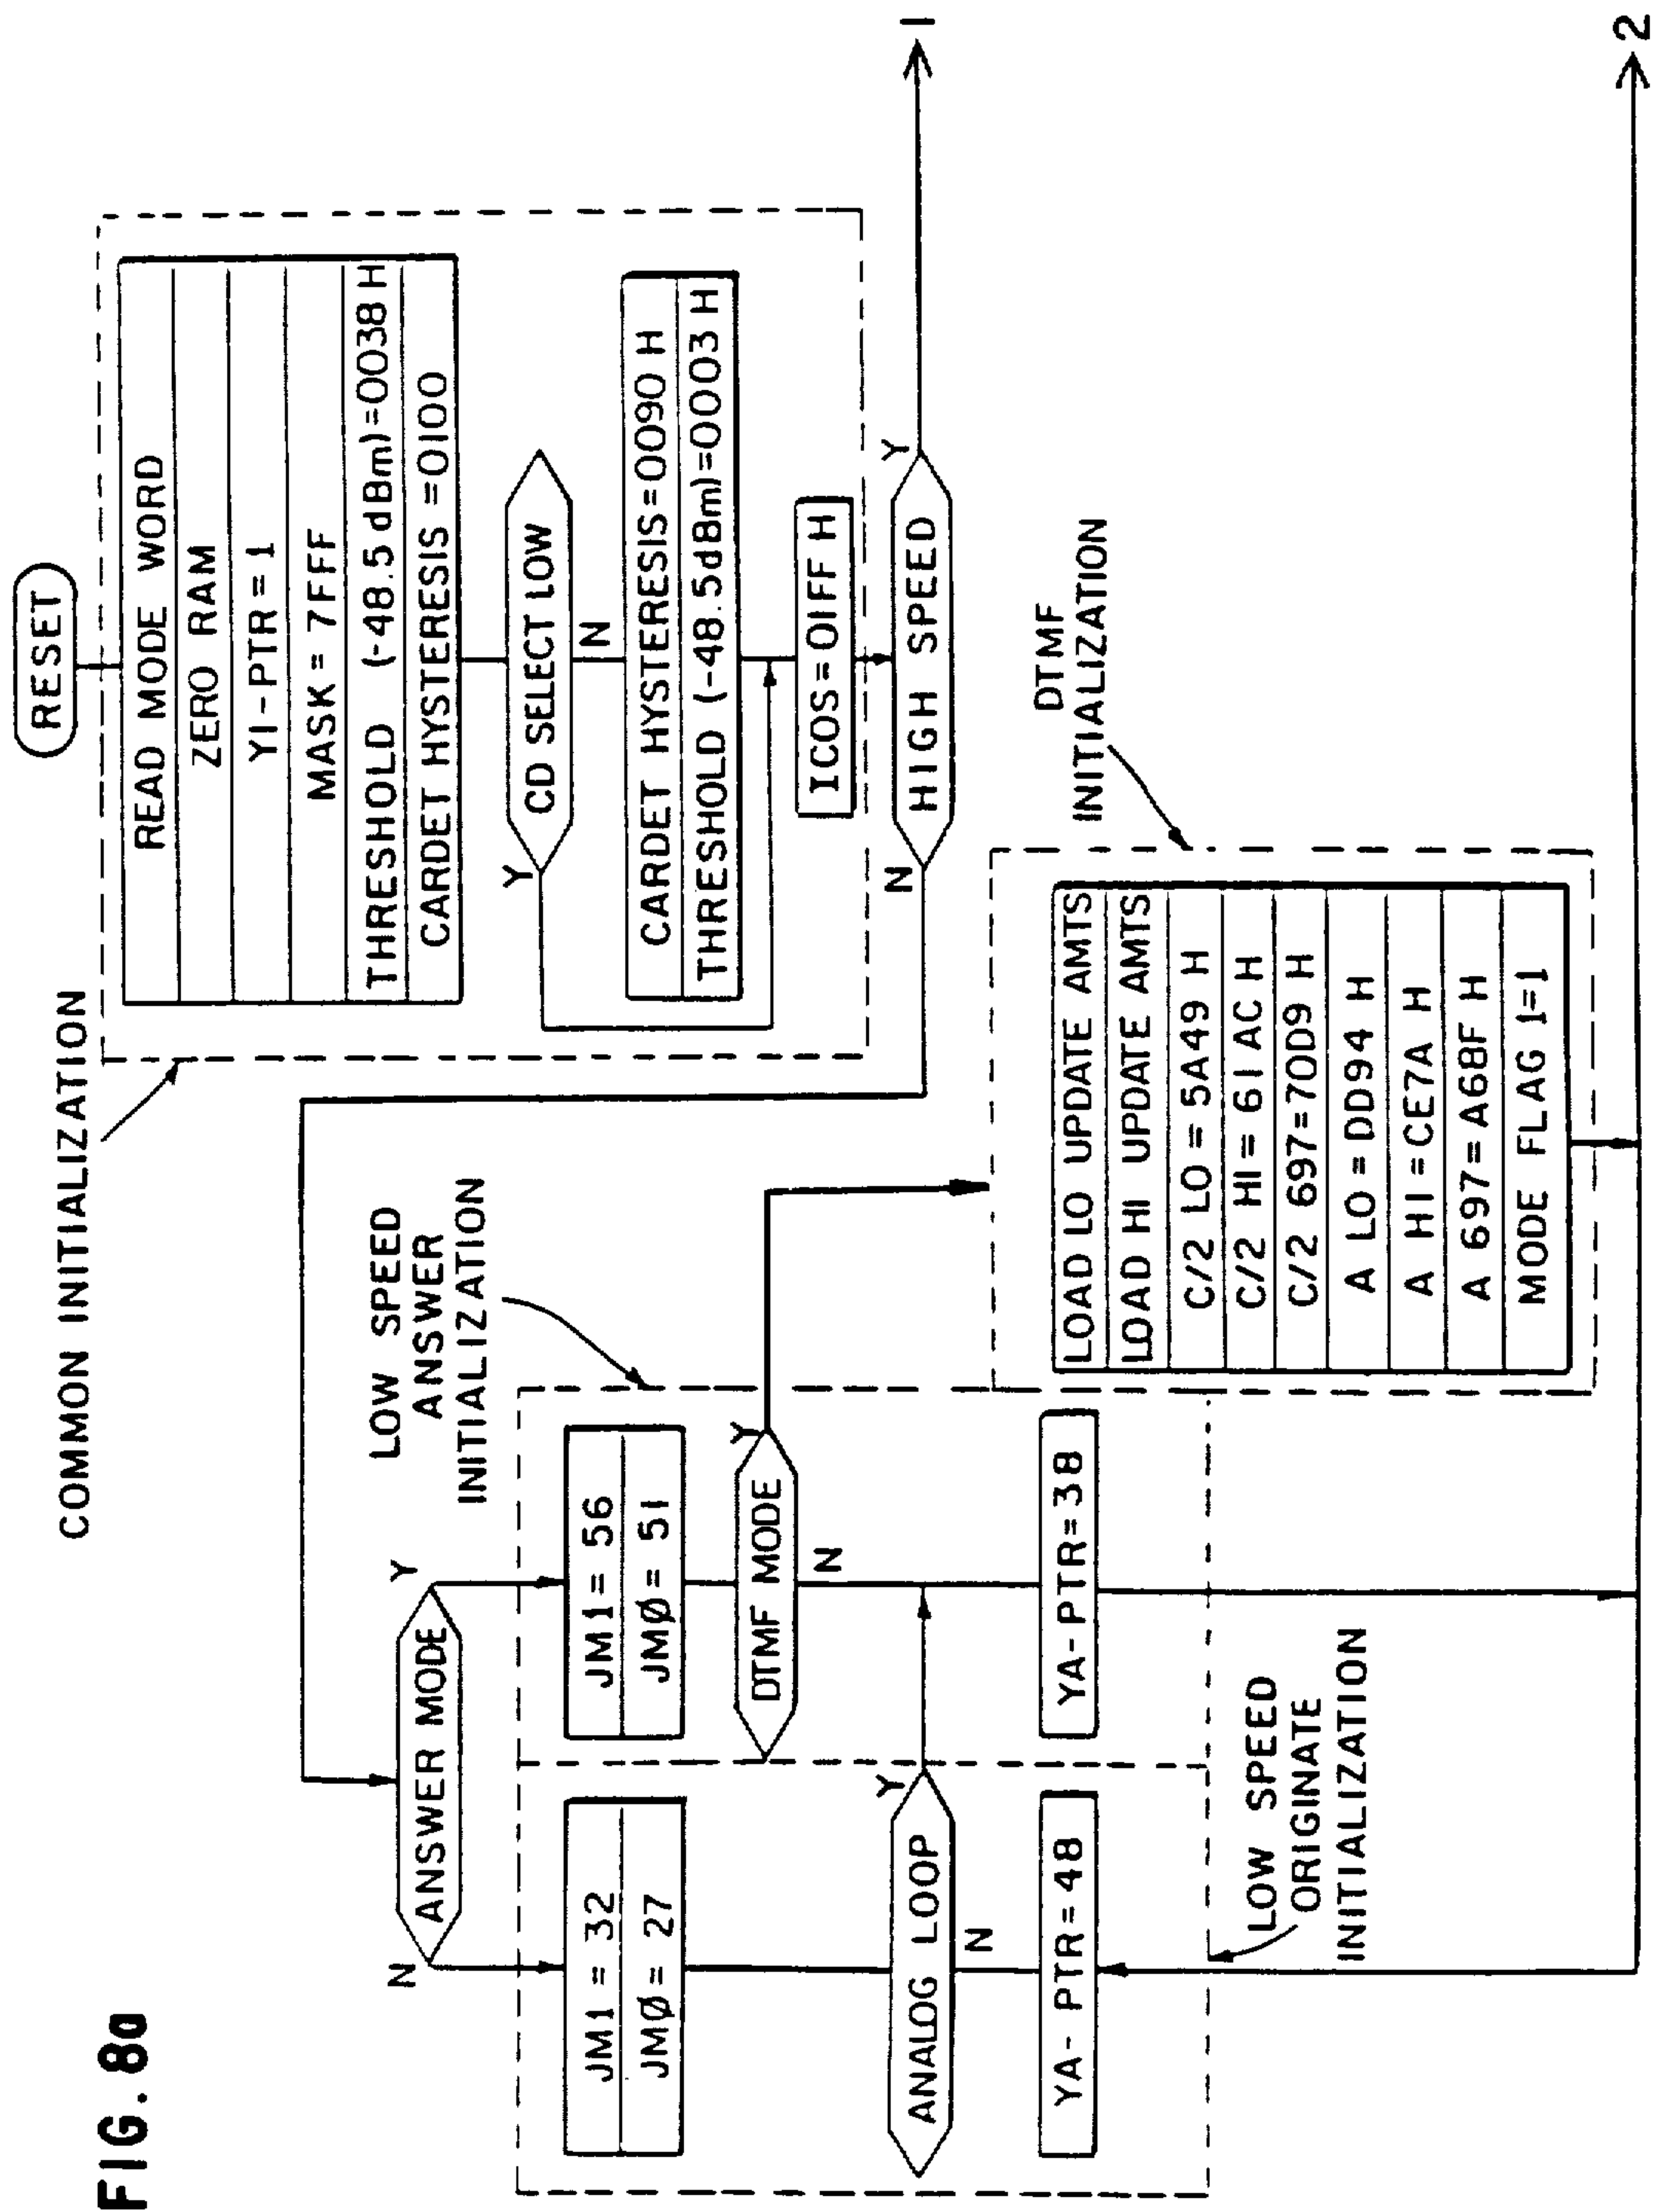 FIG. 8a
COMMON INITIALIZATION
RESET
READ MODE WORD
ZERO RAM
YI-PTR = 1
MASK = 7FFF
THRESHOLD (-48.5 dBm)=0038 H
CARDET HYSTERESIS =0100
CD SELECT LOW
Y
N
CARDET HYSTERESIS=0090 H
THRESHOLD (-48.5dBm)=0003 H
ICOS=01FF H
HIGH SPEED
Y
N
1
ANSWER MODE
N
Y
LOW SPEED
ANSWER
INITIALIZATION
JM1 = 32
JMØ = 27
JM1 = 56
JMØ = 51
DTMF MODE
Y
N
ANALOG LOOP
Y
N
YA-PTR=48
YA-PTR=38
LOW SPEED
ORIGINATE
INITIALIZATION
DTMF
INITIALIZATION
LOAD LO UPDATE AMTS
LOAD HI UPDATE AMTS
C/2 LO = 5A49 H
C/2 HI = 61AC H
C/2 697=70D9 H
A LO=DD94 H
A HI=CE7A H
A 697=A68F H
MODE FLAG 1=1
2